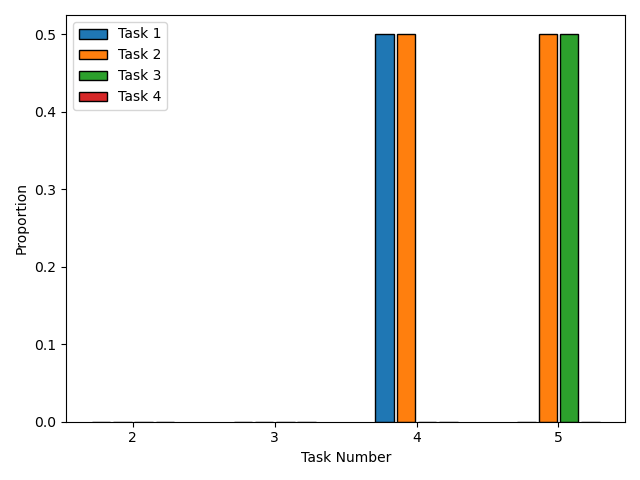 Task 1
Task 2
Task 3
Task 4
0.5
0.4
0.3
0.2
0.1
0.0
Proportion
2 3 4 5
Task Number